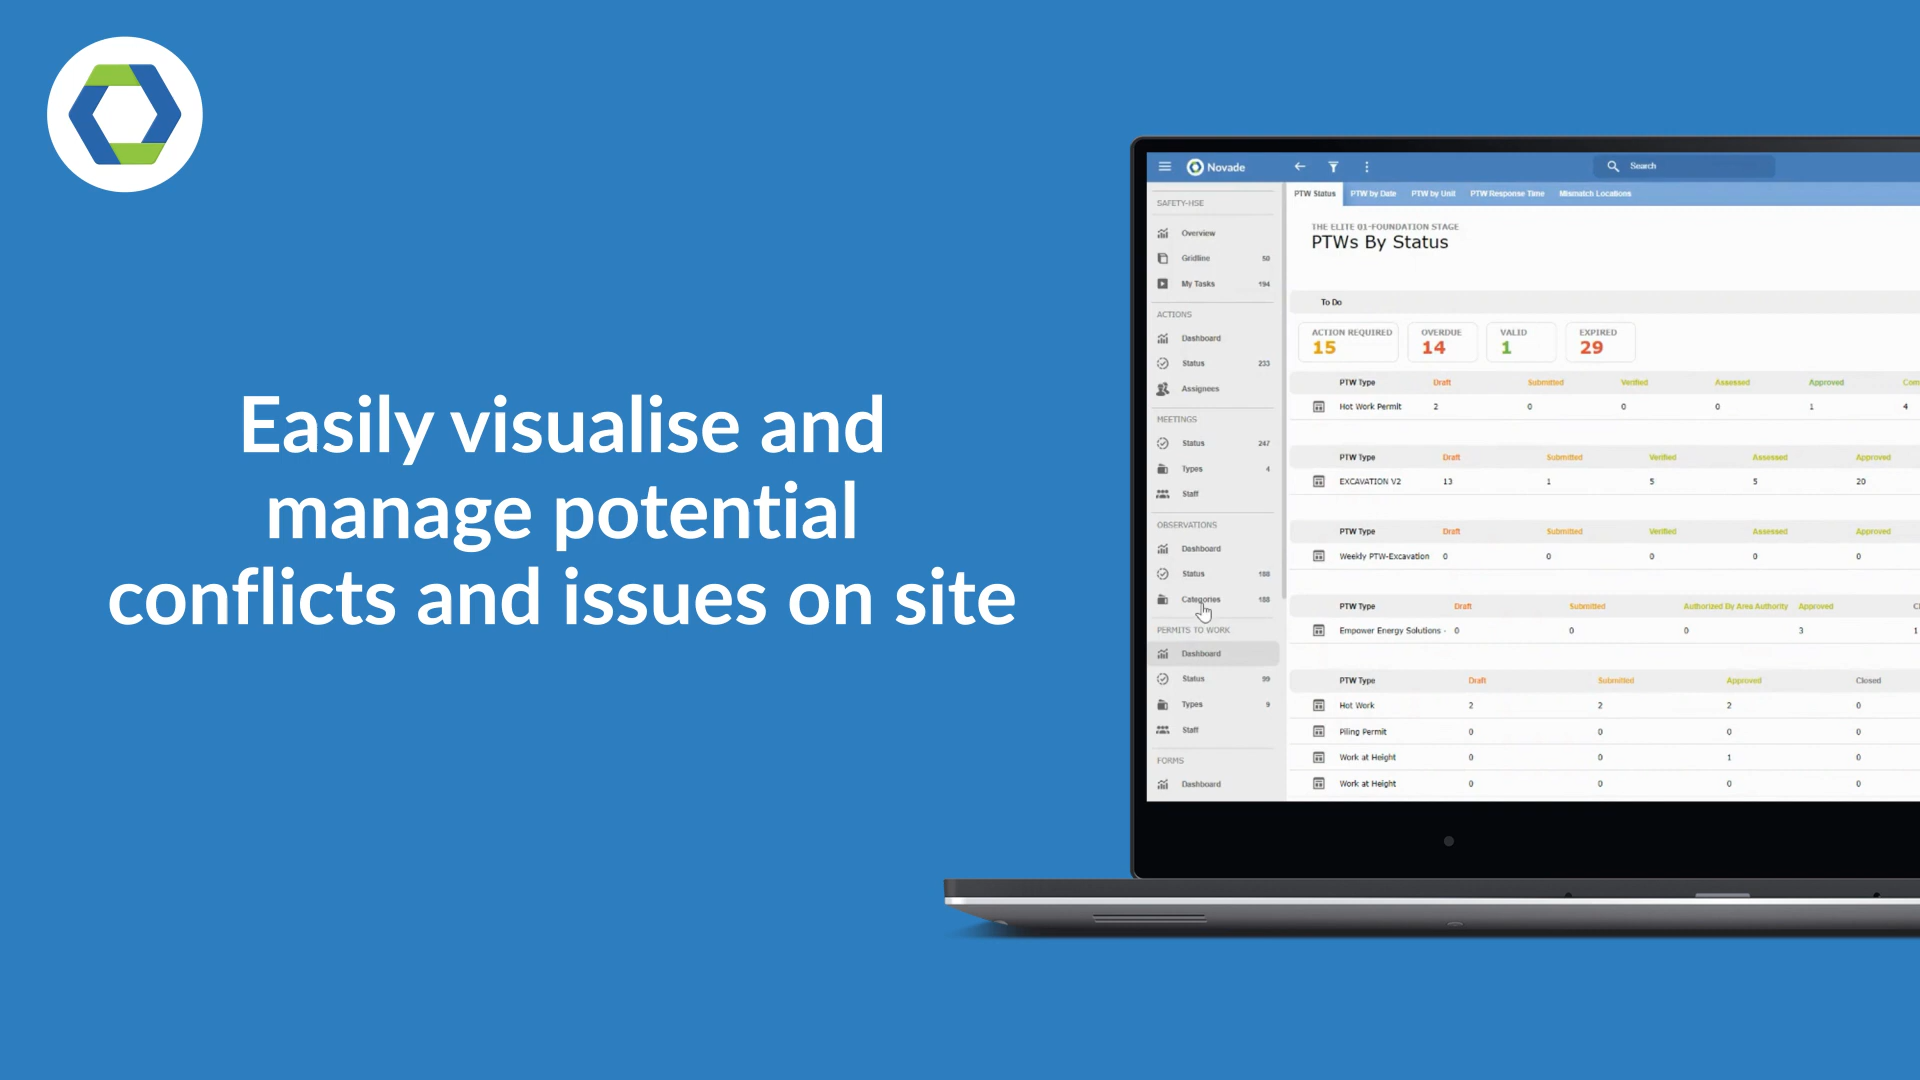 Easily visualise and
manage potential
conflicts and issues on site
Novade
Search
SAFETY-HSE
Overview
Gridline 50
My Tasks 194
ACTIONS
Dashboard
Status 233
Assignees
MEETINGS
Status 247
Types 4
Staff
OBSERVATIONS
Dashboard
Status 188
Categories 188
PERMITS TO WORK
Dashboard
Status 99
Types 9
Staff
FORMS
Dashboard
PTW Status PTW by Date PTW by Unit PTW Response Time Mismatch Locations
THE ELITE 01-FOUNDATION STAGE
PTWs By Status
To Do
ACTION REQUIRED OVERDUE VALID EXPIRED
15 14 1 29
PTW Type Draft Submitted Verified Assessed Approved Com
Hot Work Permit 2 0 0 0 1 4
PTW Type Draft Submitted Verified Assessed Approved
EXCAVATION V2 13 1 5 5 20
PTW Type Draft Submitted Verified Assessed Approved
Weekly PTW-Excavation 0 0 0 0 0
PTW Type Draft Submitted Authorized By Area Authority Approved Cl
Empower Energy Solutions - 0 0 0 3 1
PTW Type Draft Submitted Approved Closed
Hot Work 2 2 2 0
Piling Permit 0 0 0 0
Work at Height 0 0 1 0
Work at Height 0 0 0 0